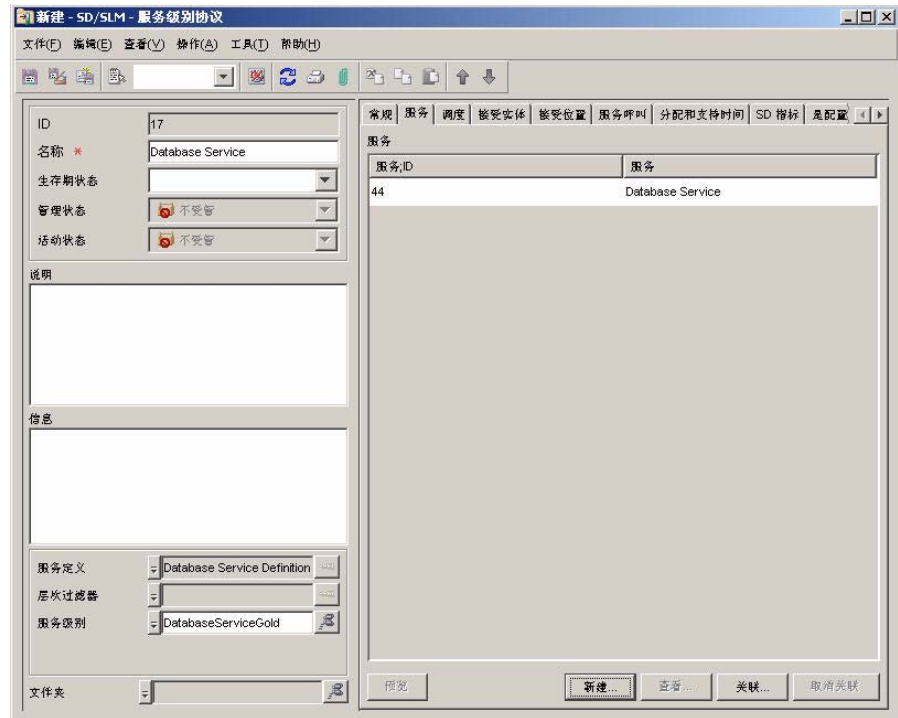 新建 - SD/SLM - 服务级别协议
文件(F) 编辑(E) 查看(V) 操作(A) 工具(T) 帮助(H)
ID 17
名称 * Database Service
生存期状态
管理状态 不受管
活动状态 不受管
说明
信息
服务定义 Database Service Definition
层次过滤器
服务级别 DatabaseServiceGold
文件夹
常规 服务 调度 接受实体 接受位置 服务呼叫 分配和支持时间 SD 指标 是配置
服务
服务;ID 服务
44 Database Service
预览 新建... 查看... 关联... 取消关联